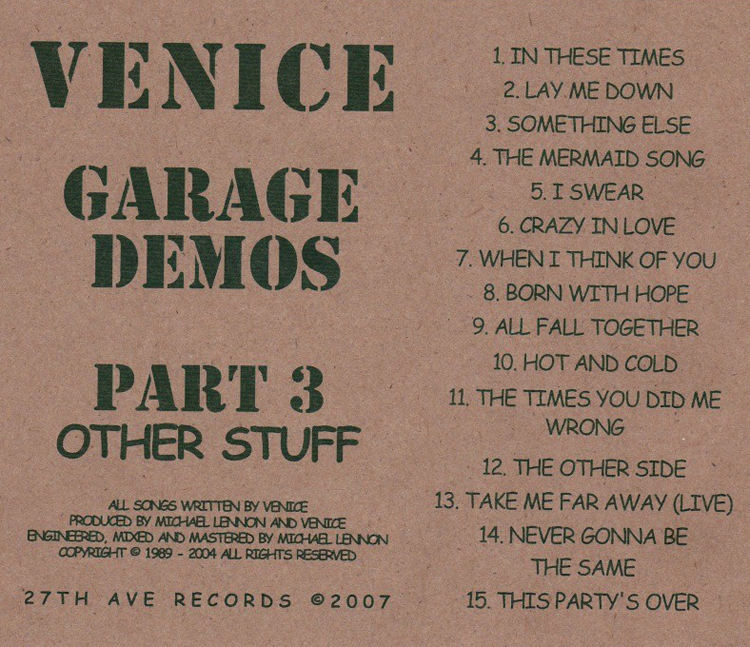 VENICE
GARAGE
DEMOS
PART 3
OTHER STUFF
ALL SONGS WRITTEN BY VENICE
PRODUCED BY MICHAEL LENNON AND VENICE
ENGINEERED, MIXED AND MASTERED BY MICHAEL LENNON
COPYRIGHT © 1989 - 2004 ALL RIGHTS RESERVED
27TH AVE RECORDS ©2007
1. IN THESE TIMES
2. LAY ME DOWN
3. SOMETHING ELSE
4. THE MERMAID SONG
5. I SWEAR
6. CRAZY IN LOVE
7. WHEN I THINK OF YOU
8. BORN WITH HOPE
9. ALL FALL TOGETHER
10. HOT AND COLD
11. THE TIMES YOU DID ME
WRONG
12. THE OTHER SIDE
13. TAKE ME FAR AWAY (LIVE)
14. NEVER GONNA BE
THE SAME
15. THIS PARTY'S OVER